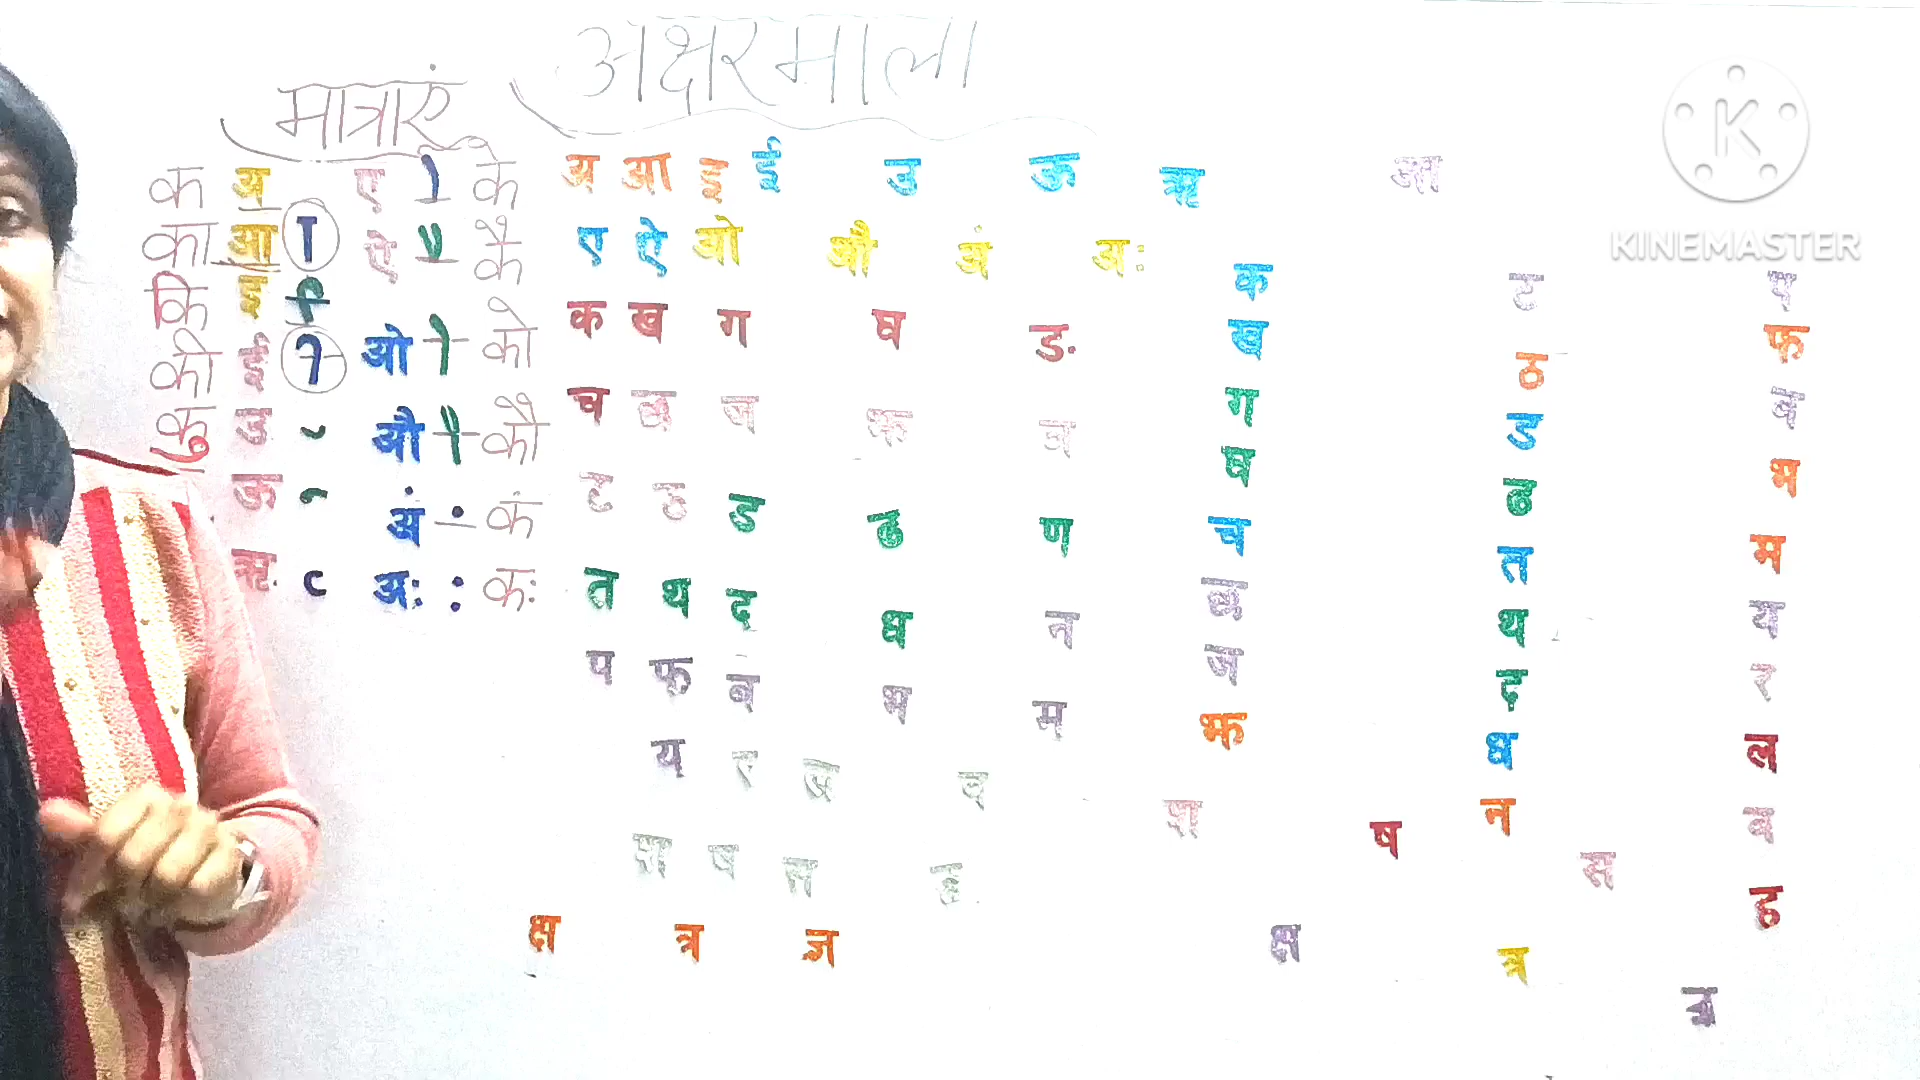 अक्षरमाला
मात्राएं
क अ ए े के
का आ ा ऐ ै कै
कि इ ि
की ई ी ओ ो को
कु उ ु औ ौ कौ
ऊ ू अं ं कं
ऋ ृ अः ः कः
अ आ इ ई उ ऊ ऋ
ए ऐ ओ औ अं अः
क ख ग घ ङ
च छ ज झ ञ
ट ठ ड ढ ण
त थ द ध न
प फ ब भ म
य र ल व
श ष स ह
क्ष त्र ज्ञ
आ
क
ख
ग
घ
च
छ
ज
झ
ट
ठ
ड
ढ
त
थ
द
ध
न
प
फ
ब
भ
म
य
र
ल
व
श ष स ह
क्ष त्र
KINEMASTER